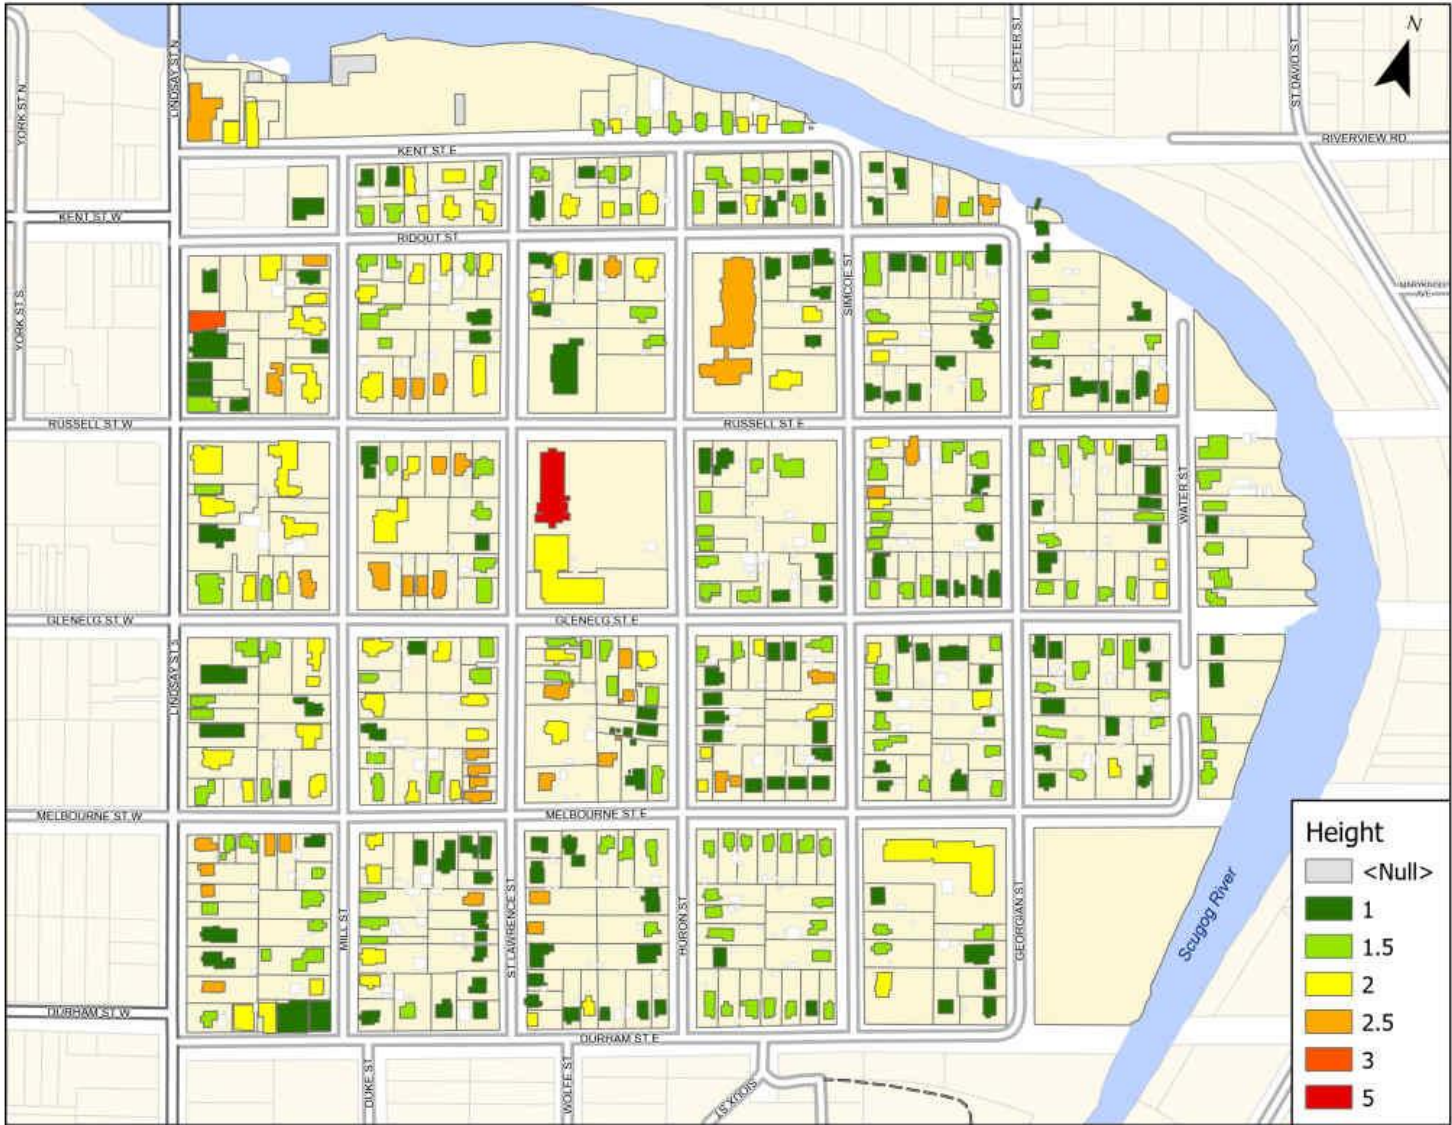 N
YORK ST N
LINDSAY ST N
ST PETER ST
ST DAVID ST
RIVERVIEW RD
KENT ST E
KENT ST W
RIDOUT ST
YORK ST S
SIMCOE ST
RUSSELL ST W
RUSSELL ST E
WATER ST
GLENELG ST W
GLENELG ST E
LINDSAY ST S
MELBOURNE ST W
MELBOURNE ST E
MILL ST
ST LAWRENCE ST
HURON ST
GEORGIAN ST
Scugog River
DURHAM ST W
DURHAM ST E
DUKE ST
WOLFE ST
SIOUX ST
Height
<Null>
1
1.5
2
2.5
3
5